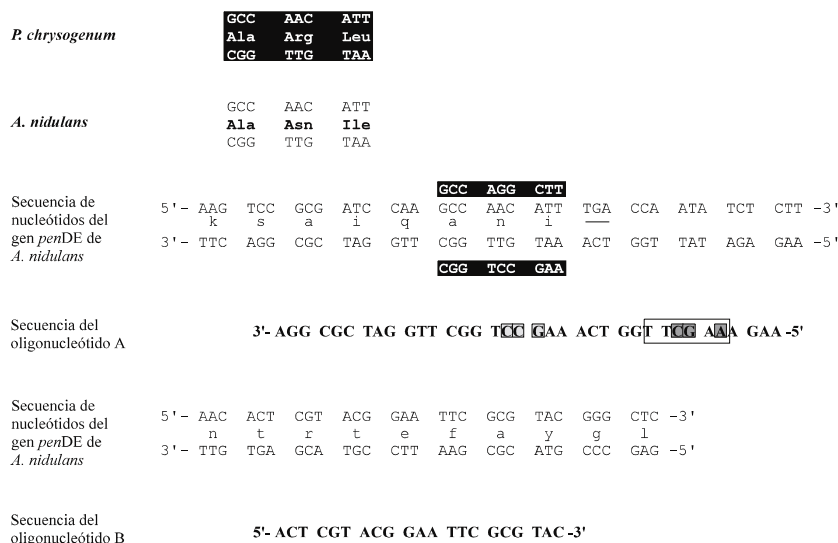 GCC AAC ATT
P. chrysogenum Ala Arg Leu
CGG TTG TAA
GCC AAC ATT
A. nidulans Ala Asn Ile
CGG TTG TAA
GCC AGG CTT
Secuencia de
nucleótidos del
gen penDE de
A. nidulans
5'- AAG TCC GCG ATC CAA GCC AAC ATT TGA CCA ATA TCT CTT -3'
k s a i q a n i —
3'- TTC AGG CGC TAG GTT CGG TTG TAA ACT GGT TAT AGA GAA -5'
CGG TCC GAA
Secuencia del
oligonucleótido A
3'- AGG CGC TAG GTT CGG TCC GAA ACT GGT TCG AAA GAA -5'
Secuencia de
nucleótidos del
gen penDE de
A. nidulans
5'- AAC ACT CGT ACG GAA TTC GCG TAC GGG CTC -3'
n t r t e f a y g l
3'- TTG TGA GCA TGC CTT AAG CGC ATG CCC GAG -5'
Secuencia del
oligonucleótido B
5'- ACT CGT ACG GAA TTC GCG TAC -3'